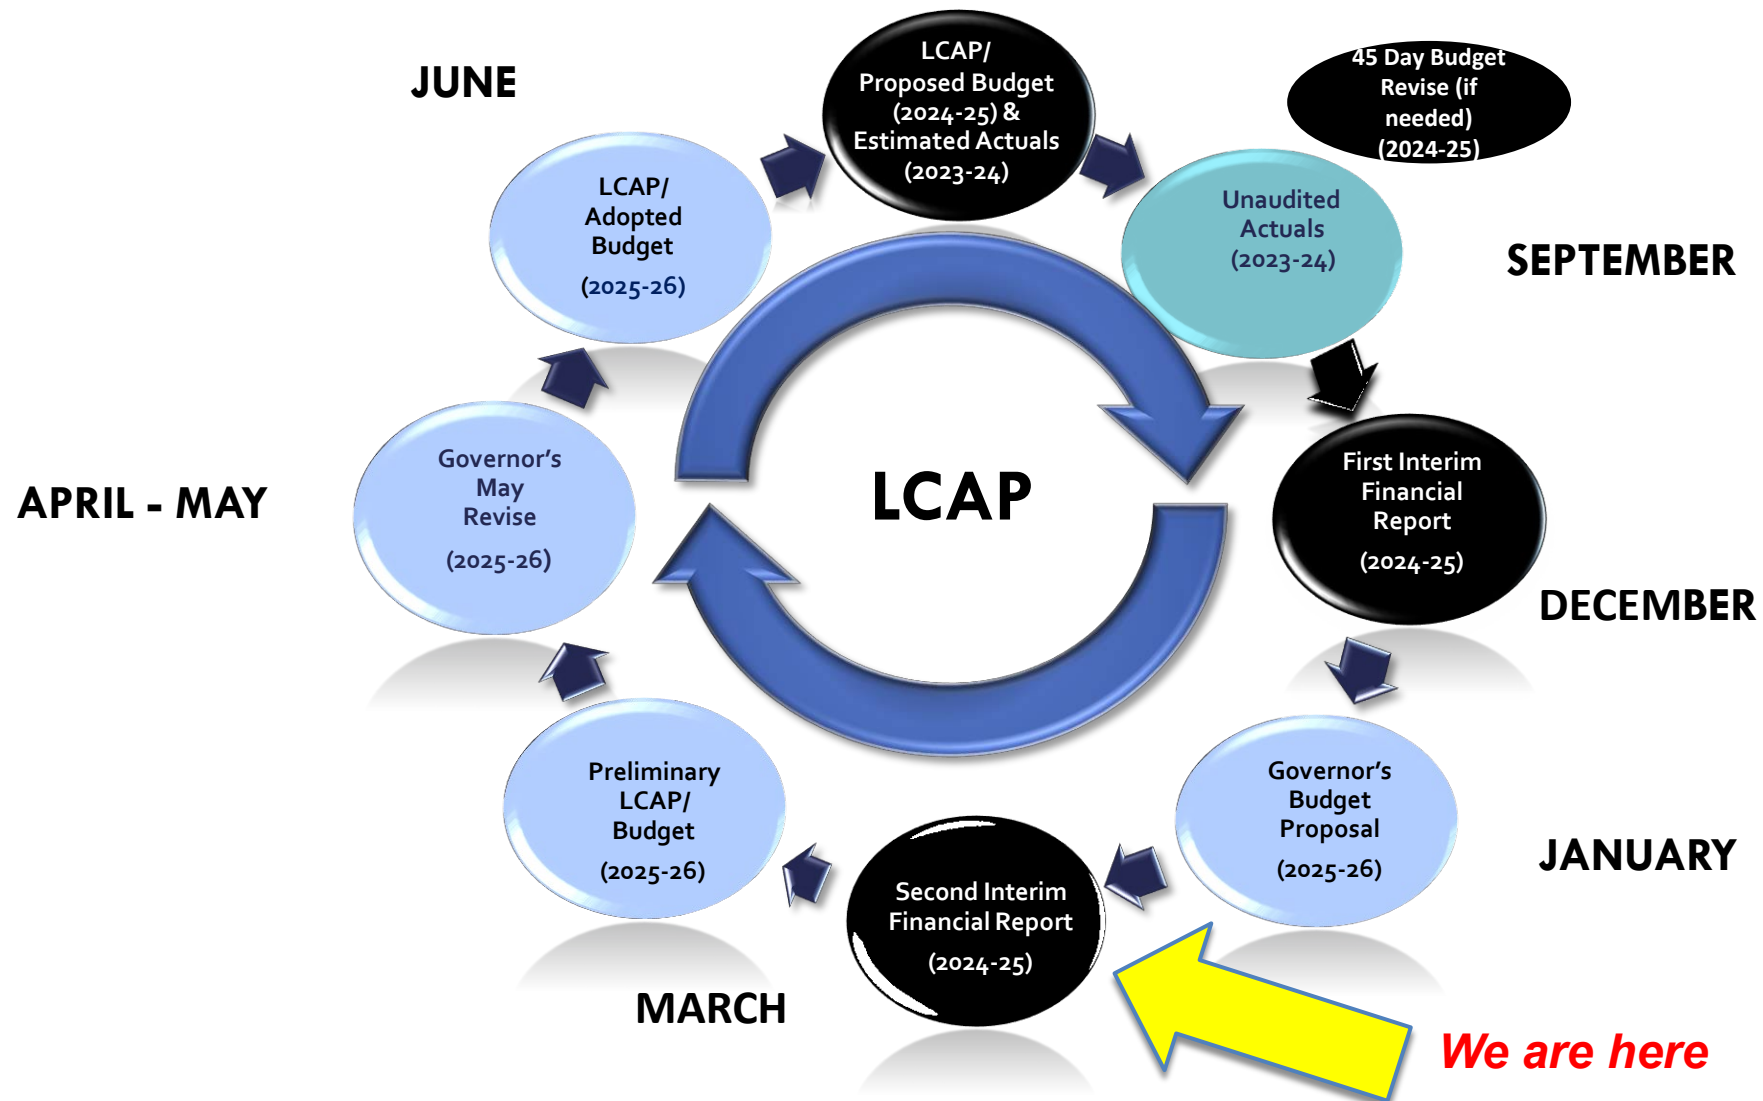 JUNE
LCAP/
Proposed Budget
(2024-25) &
Estimated Actuals
(2023-24)
45 Day Budget
Revise (if
needed)
(2024-25)
LCAP/
Adopted
Budget
(2025-26)
Unaudited
Actuals
(2023-24)
SEPTEMBER
APRIL - MAY
Governor's
May
Revise
(2025-26)
LCAP
First Interim
Financial
Report
(2024-25)
DECEMBER
Preliminary
LCAP/
Budget
(2025-26)
Governor's
Budget
Proposal
(2025-26)
JANUARY
Second Interim
Financial Report
(2024-25)
MARCH
We are here